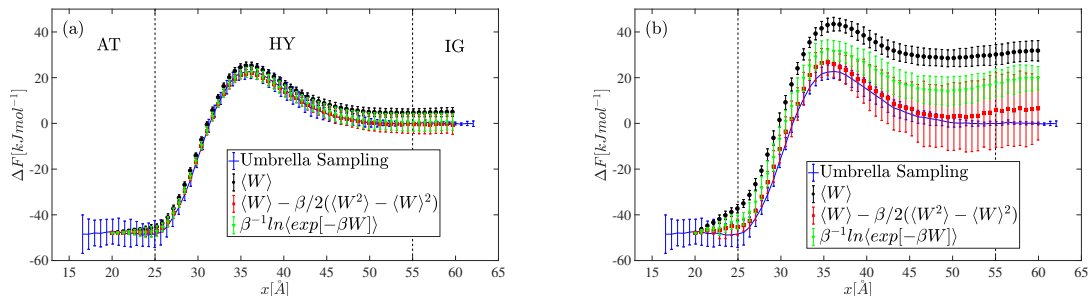 (a)
AT
HY
IG
40
20
0
-20
-40
-60
ΔF[kJmol⁻¹]
Umbrella Sampling
⟨W⟩
⟨W⟩ − β/2(⟨W²⟩ − ⟨W⟩²)
β⁻¹ln⟨exp[−βW]⟩
15 20 25 30 35 40 45 50 55 60 65
x[Å]
(b)
40
20
0
-20
-40
-60
ΔF[kJmol⁻¹]
Umbrella Sampling
⟨W⟩
⟨W⟩ − β/2(⟨W²⟩ − ⟨W⟩²)
β⁻¹ln⟨exp[−βW]⟩
15 20 25 30 35 40 45 50 55 60 65
x[Å]